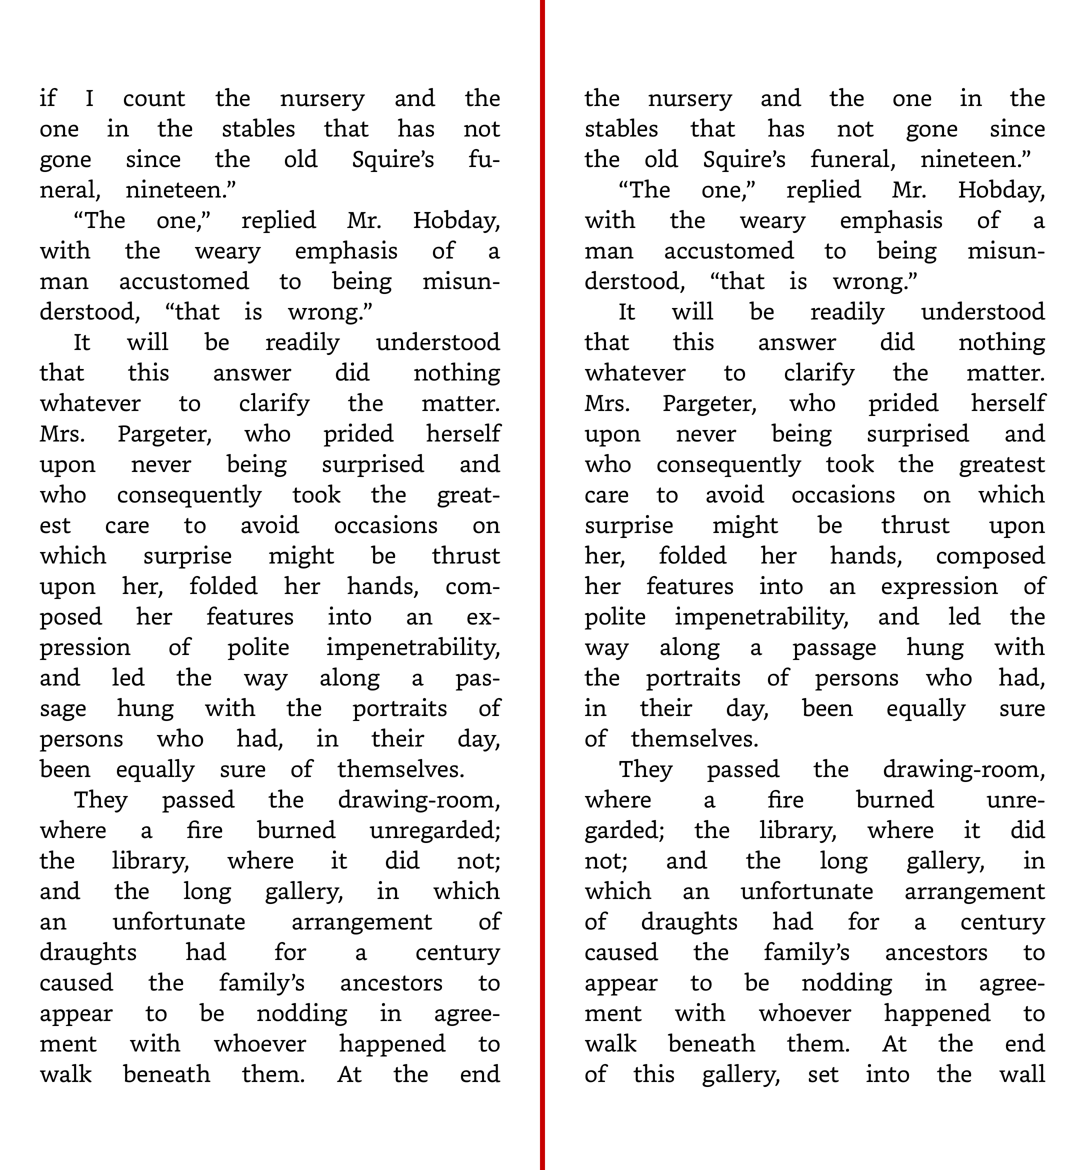 if I count the nursery and the
one in the stables that has not
gone since the old Squire’s fu-
neral, nineteen.”
“The one,” replied Mr. Hobday,
with the weary emphasis of a
man accustomed to being misun-
derstood, “that is wrong.”
It will be readily understood
that this answer did nothing
whatever to clarify the matter.
Mrs. Pargeter, who prided herself
upon never being surprised and
who consequently took the great-
est care to avoid occasions on
which surprise might be thrust
upon her, folded her hands, com-
posed her features into an ex-
pression of polite impenetrability,
and led the way along a pas-
sage hung with the portraits of
persons who had, in their day,
been equally sure of themselves.
They passed the drawing-room,
where a fire burned unregarded;
the library, where it did not;
and the long gallery, in which
an unfortunate arrangement of
draughts had for a century
caused the family’s ancestors to
appear to be nodding in agree-
ment with whoever happened to
walk beneath them. At the end
the nursery and the one in the
stables that has not gone since
the old Squire’s funeral, nineteen.”
“The one,” replied Mr. Hobday,
with the weary emphasis of a
man accustomed to being misun-
derstood, “that is wrong.”
It will be readily understood
that this answer did nothing
whatever to clarify the matter.
Mrs. Pargeter, who prided herself
upon never being surprised and
who consequently took the greatest
care to avoid occasions on which
surprise might be thrust upon
her, folded her hands, composed
her features into an expression of
polite impenetrability, and led the
way along a passage hung with
the portraits of persons who had,
in their day, been equally sure
of themselves.
They passed the drawing-room,
where a fire burned unre-
garded; the library, where it did
not; and the long gallery, in
which an unfortunate arrangement
of draughts had for a century
caused the family’s ancestors to
appear to be nodding in agree-
ment with whoever happened to
walk beneath them. At the end
of this gallery, set into the wall